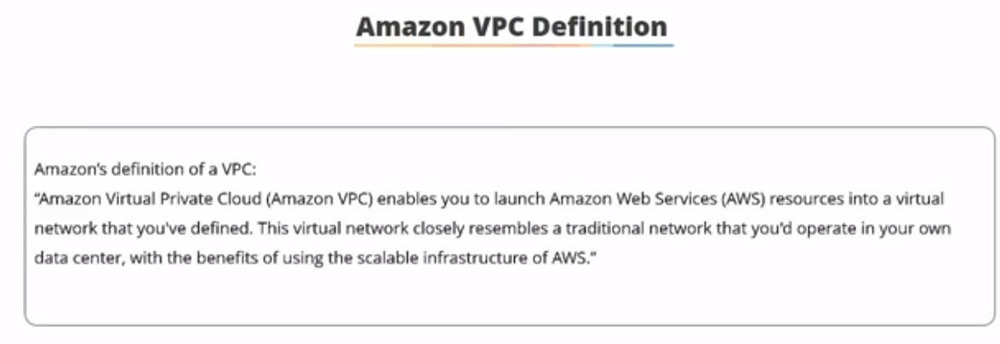 Amazon VPC Definition
Amazon's definition of a VPC:
“Amazon Virtual Private Cloud (Amazon VPC) enables you to launch Amazon Web Services (AWS) resources into a virtual
network that you've defined. This virtual network closely resembles a traditional network that you'd operate in your own
data center, with the benefits of using the scalable infrastructure of AWS.”